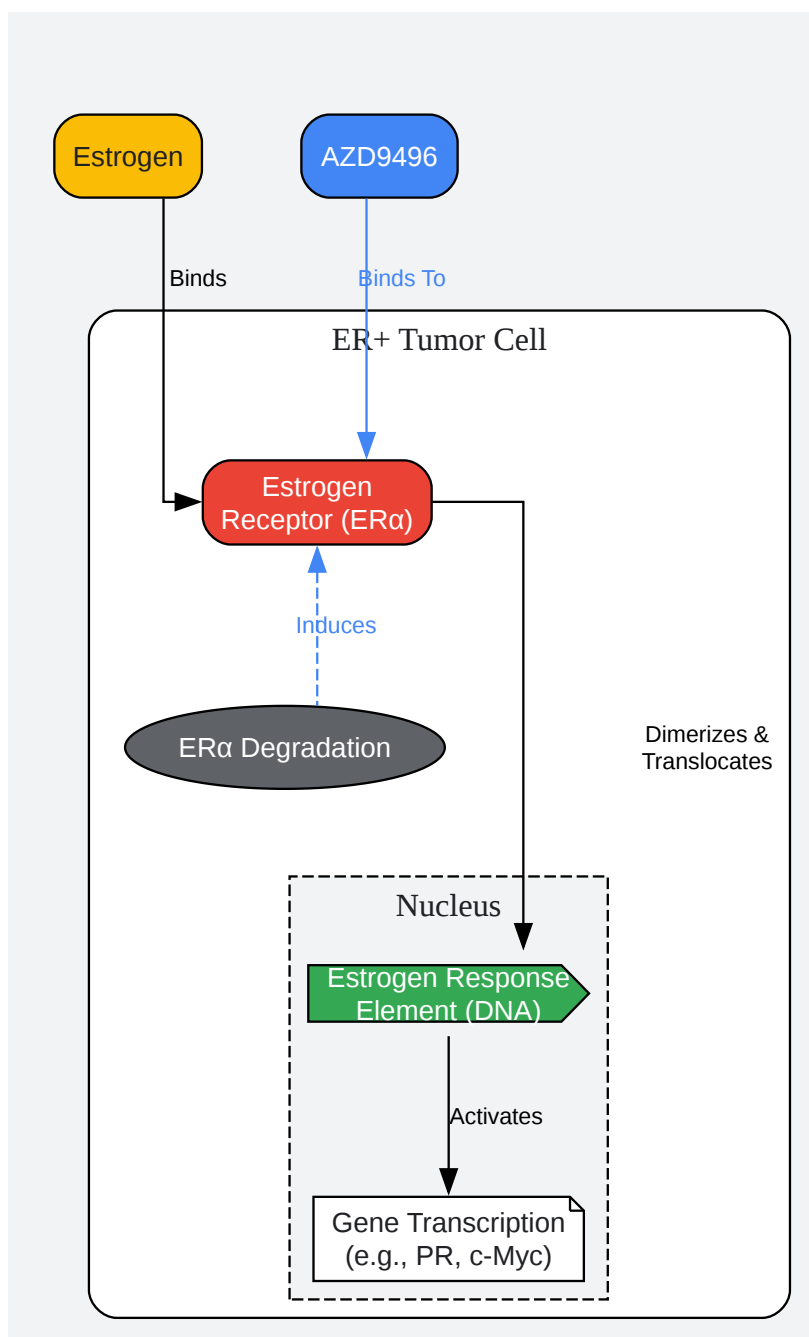 Estrogen
AZD9496
Binds
Binds To
ER+ Tumor Cell
Estrogen
Receptor (ERα)
Induces
ERα Degradation
Dimerizes &
Translocates
Nucleus
Estrogen Response
Element (DNA)
Activates
Gene Transcription
(e.g., PR, c-Myc)